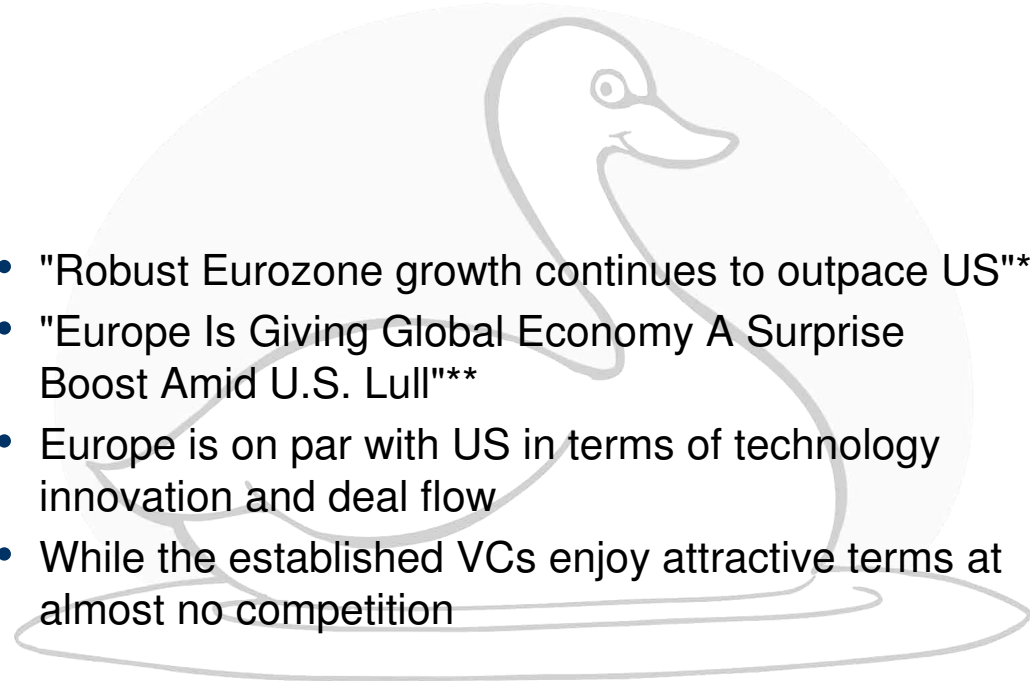 • "Robust Eurozone growth continues to outpace US"*
• "Europe Is Giving Global Economy A Surprise
Boost Amid U.S. Lull"**
• Europe is on par with US in terms of technology
innovation and deal flow
• While the established VCs enjoy attractive terms at
almost no competition